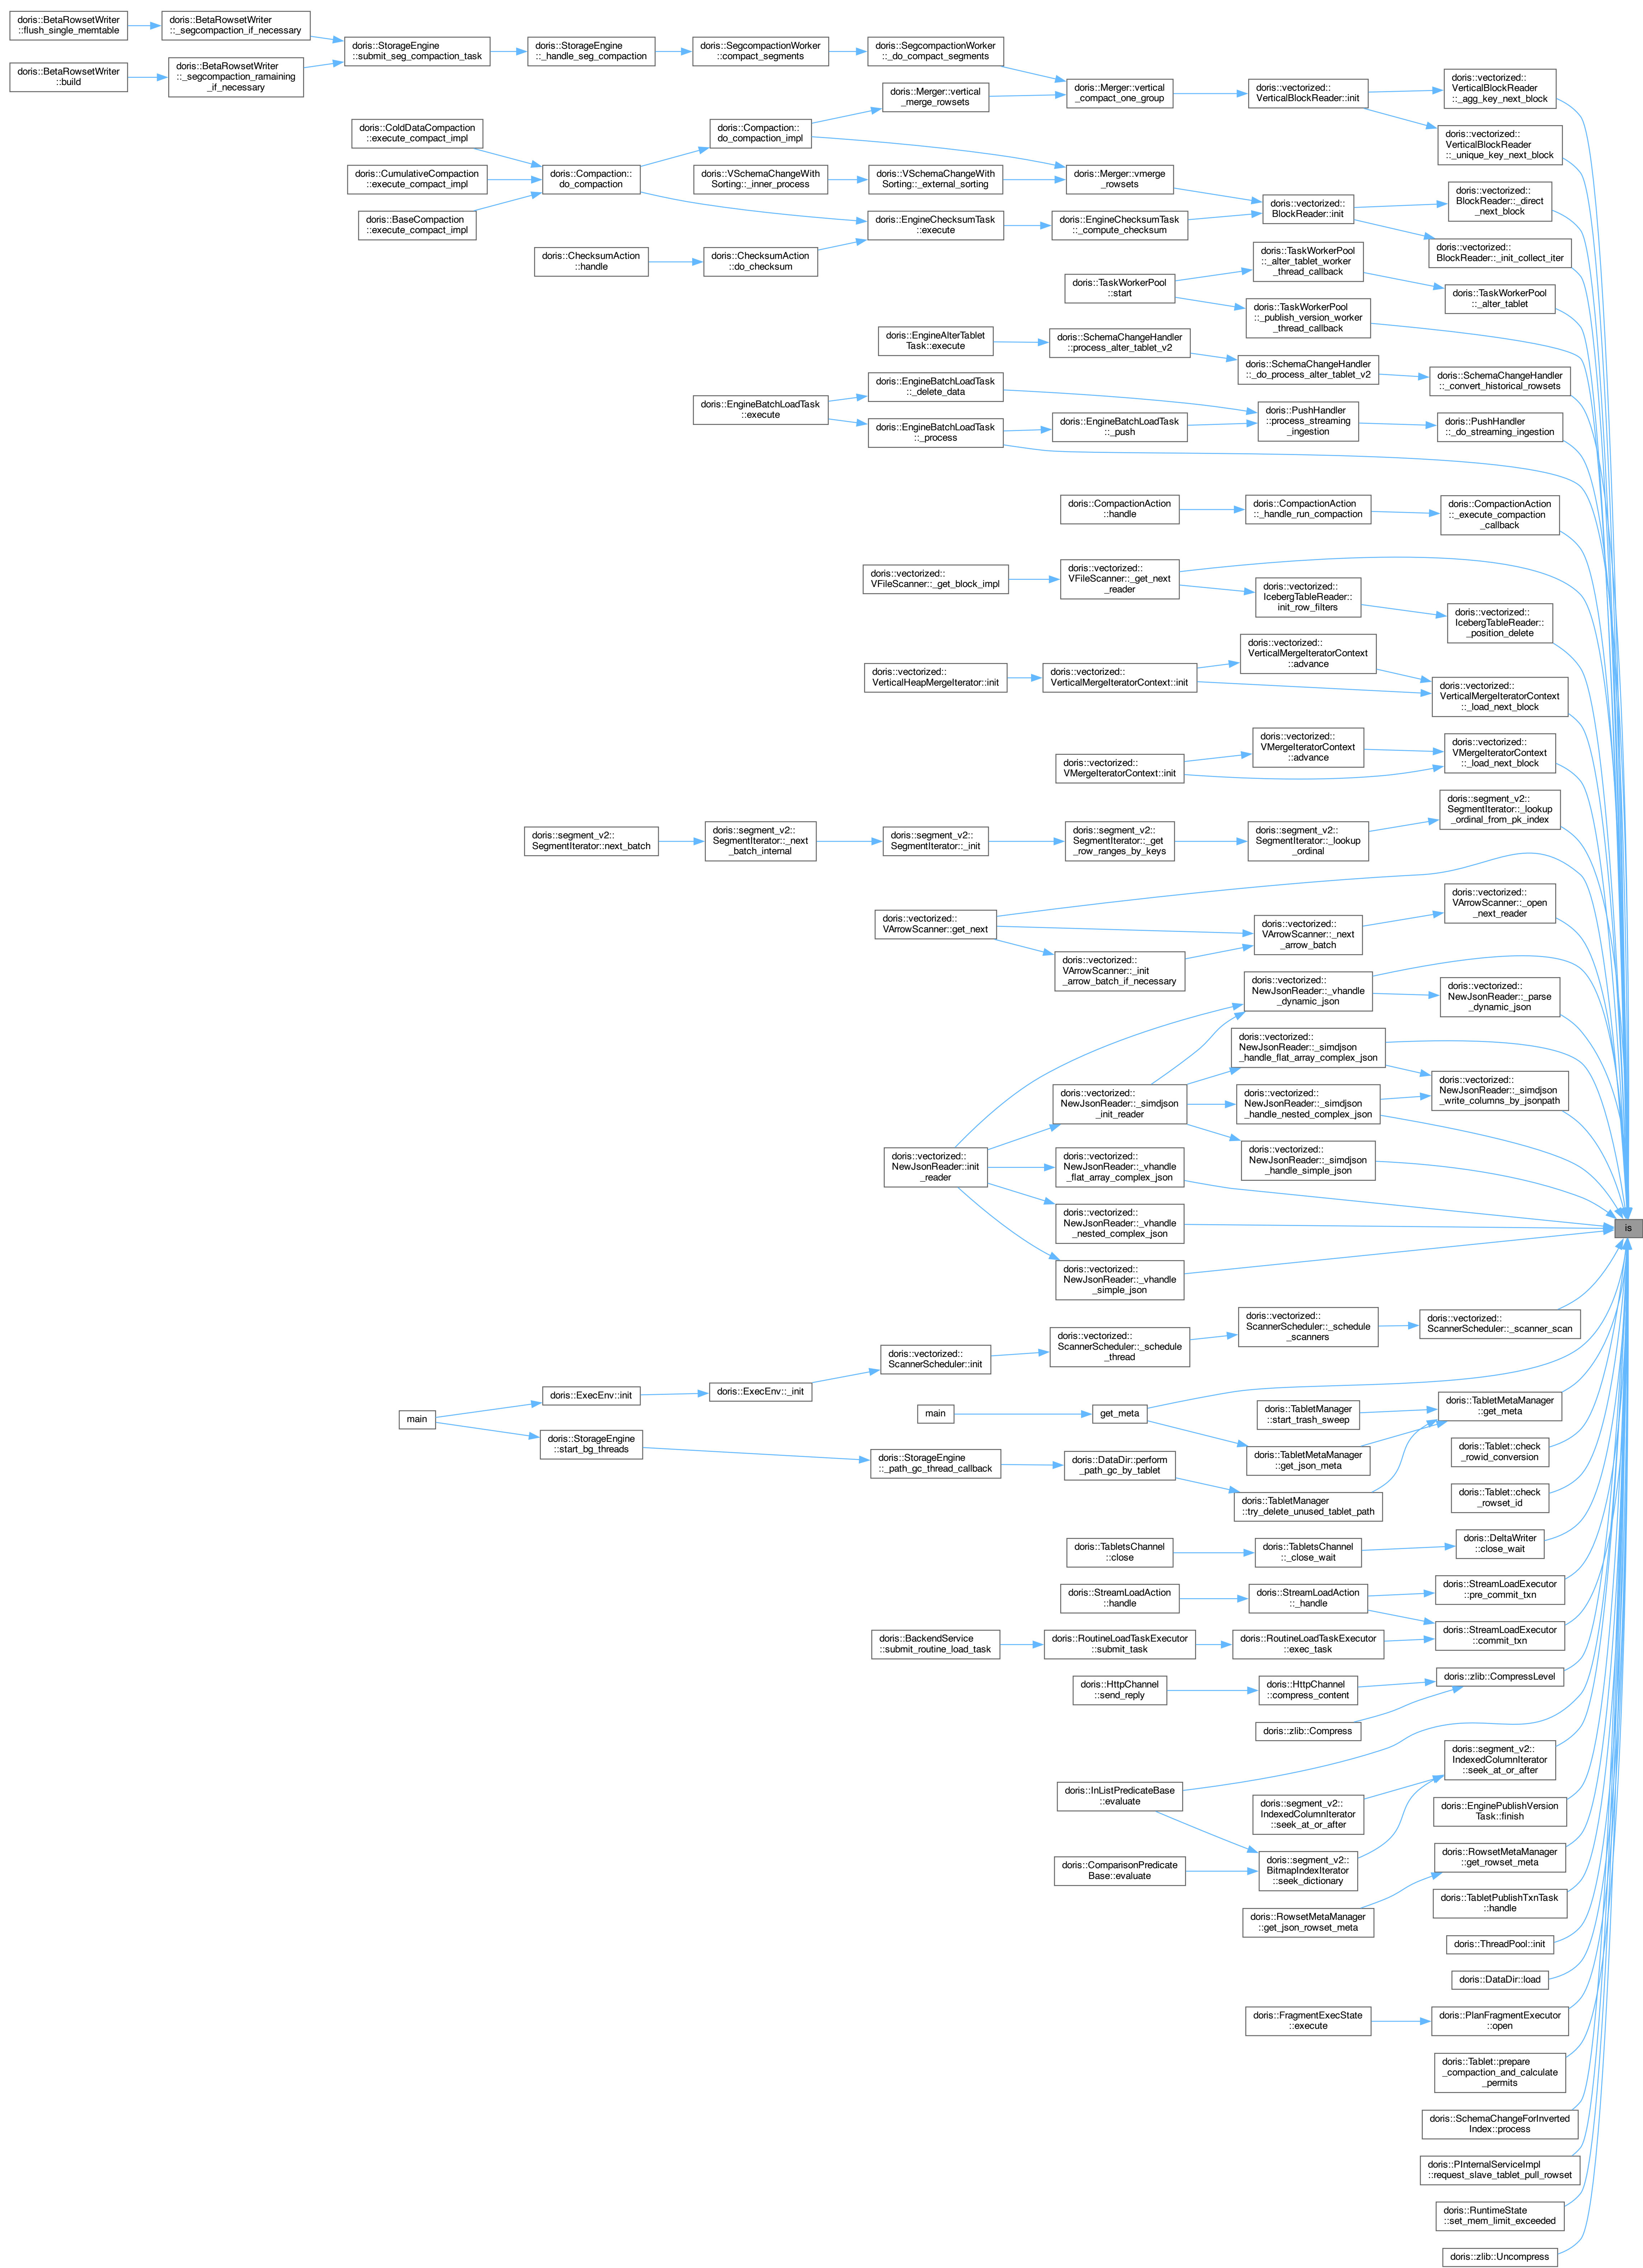 doris::BetaRowsetWriter
::flush_single_memtable
doris::BetaRowsetWriter
::_segcompaction_if_necessary
doris::BetaRowsetWriter
::build
doris::BetaRowsetWriter
::_segcompaction_ramaining
_if_necessary
doris::StorageEngine
::submit_seg_compaction_task
doris::StorageEngine
::_handle_seg_compaction
doris::SegcompactionWorker
::compact_segments
doris::SegcompactionWorker
::_do_compact_segments
doris::Merger::vertical
_merge_rowsets
doris::Merger::vertical
_compact_one_group
doris::vectorized::
VerticalBlockReader::init
doris::vectorized::
VerticalBlockReader
::_agg_key_next_block
doris::vectorized::
VerticalBlockReader
::_unique_key_next_block
doris::ColdDataCompaction
::execute_compact_impl
doris::CumulativeCompaction
::execute_compact_impl
doris::BaseCompaction
::execute_compact_impl
doris::Compaction::
do_compaction
doris::Compaction::
do_compaction_impl
doris::VSchemaChangeWith
Sorting::_inner_process
doris::VSchemaChangeWith
Sorting::_external_sorting
doris::Merger::vmerge
_rowsets
doris::EngineChecksumTask
::execute
doris::EngineChecksumTask
::_compute_checksum
doris::ChecksumAction
::handle
doris::ChecksumAction
::do_checksum
doris::vectorized::
BlockReader::init
doris::vectorized::
BlockReader::_direct
_next_block
doris::vectorized::
BlockReader::_init_collect_iter
doris::TaskWorkerPool
::start
doris::TaskWorkerPool
::_alter_tablet_worker
_thread_callback
doris::TaskWorkerPool
::_alter_tablet
doris::TaskWorkerPool
::_publish_version_worker
_thread_callback
doris::EngineAlterTablet
Task::execute
doris::SchemaChangeHandler
::process_alter_tablet_v2
doris::SchemaChangeHandler
::_do_process_alter_tablet_v2
doris::SchemaChangeHandler
::_convert_historical_rowsets
doris::EngineBatchLoadTask
::execute
doris::EngineBatchLoadTask
::_delete_data
doris::EngineBatchLoadTask
::_process
doris::EngineBatchLoadTask
::_push
doris::PushHandler
::process_streaming
_ingestion
doris::PushHandler
::_do_streaming_ingestion
doris::CompactionAction
::handle
doris::CompactionAction
::_handle_run_compaction
doris::CompactionAction
::_execute_compaction
_callback
doris::vectorized::
VFileScanner::_get_block_impl
doris::vectorized::
VFileScanner::_get_next
_reader
doris::vectorized::
IcebergTableReader::
init_row_filters
doris::vectorized::
IcebergTableReader::
_position_delete
doris::vectorized::
VerticalHeapMergeIterator::init
doris::vectorized::
VerticalMergeIteratorContext::init
doris::vectorized::
VerticalMergeIteratorContext
::advance
doris::vectorized::
VerticalMergeIteratorContext
::_load_next_block
doris::vectorized::
VMergeIteratorContext::init
doris::vectorized::
VMergeIteratorContext
::advance
doris::vectorized::
VMergeIteratorContext
::_load_next_block
doris::segment_v2::
SegmentIterator::next_batch
doris::segment_v2::
SegmentIterator::_next
_batch_internal
doris::segment_v2::
SegmentIterator::_init
doris::segment_v2::
SegmentIterator::_get
_row_ranges_by_keys
doris::segment_v2::
SegmentIterator::_lookup
_ordinal
doris::segment_v2::
SegmentIterator::_lookup
_ordinal_from_pk_index
doris::vectorized::
VArrowScanner::get_next
doris::vectorized::
VArrowScanner::_init
_arrow_batch_if_necessary
doris::vectorized::
VArrowScanner::_next
_arrow_batch
doris::vectorized::
VArrowScanner::_open
_next_reader
doris::vectorized::
NewJsonReader::_vhandle
_dynamic_json
doris::vectorized::
NewJsonReader::_parse
_dynamic_json
doris::vectorized::
NewJsonReader::_simdjson
_handle_flat_array_complex_json
doris::vectorized::
NewJsonReader::_simdjson
_write_columns_by_jsonpath
doris::vectorized::
NewJsonReader::_simdjson
_init_reader
doris::vectorized::
NewJsonReader::_simdjson
_handle_nested_complex_json
doris::vectorized::
NewJsonReader::_simdjson
_handle_simple_json
doris::vectorized::
NewJsonReader::init
_reader
doris::vectorized::
NewJsonReader::_vhandle
_flat_array_complex_json
doris::vectorized::
NewJsonReader::_vhandle
_nested_complex_json
doris::vectorized::
NewJsonReader::_vhandle
_simple_json
is
doris::vectorized::
ScannerScheduler::init
doris::vectorized::
ScannerScheduler::_schedule
_thread
doris::vectorized::
ScannerScheduler::_schedule
_scanners
doris::vectorized::
ScannerScheduler::_scanner_scan
main
doris::ExecEnv::init
doris::ExecEnv::_init
doris::StorageEngine
::start_bg_threads
doris::StorageEngine
::_path_gc_thread_callback
doris::DataDir::perform
_path_gc_by_tablet
main
get_meta
doris::TabletManager
::start_trash_sweep
doris::TabletMetaManager
::get_json_meta
doris::TabletManager
::try_delete_unused_tablet_path
doris::TabletMetaManager
::get_meta
doris::Tablet::check
_rowid_conversion
doris::Tablet::check
_rowset_id
doris::TabletsChannel
::close
doris::TabletsChannel
::_close_wait
doris::DeltaWriter
::close_wait
doris::StreamLoadAction
::handle
doris::StreamLoadAction
::_handle
doris::StreamLoadExecutor
::pre_commit_txn
doris::StreamLoadExecutor
::commit_txn
doris::BackendService
::submit_routine_load_task
doris::RoutineLoadTaskExecutor
::submit_task
doris::RoutineLoadTaskExecutor
::exec_task
doris::HttpChannel
::send_reply
doris::HttpChannel
::compress_content
doris::zlib::CompressLevel
doris::zlib::Compress
doris::InListPredicateBase
::evaluate
doris::segment_v2::
IndexedColumnIterator
::seek_at_or_after
doris::segment_v2::
IndexedColumnIterator
::seek_at_or_after
doris::ComparisonPredicate
Base::evaluate
doris::segment_v2::
BitmapIndexIterator
::seek_dictionary
doris::EnginePublishVersion
Task::finish
doris::RowsetMetaManager
::get_rowset_meta
doris::RowsetMetaManager
::get_json_rowset_meta
doris::TabletPublishTxnTask
::handle
doris::ThreadPool::init
doris::DataDir::load
doris::FragmentExecState
::execute
doris::PlanFragmentExecutor
::open
doris::Tablet::prepare
_compaction_and_calculate
_permits
doris::SchemaChangeForInverted
Index::process
doris::PInternalServiceImpl
::request_slave_tablet_pull_rowset
doris::RuntimeState
::set_mem_limit_exceeded
doris::zlib::Uncompress